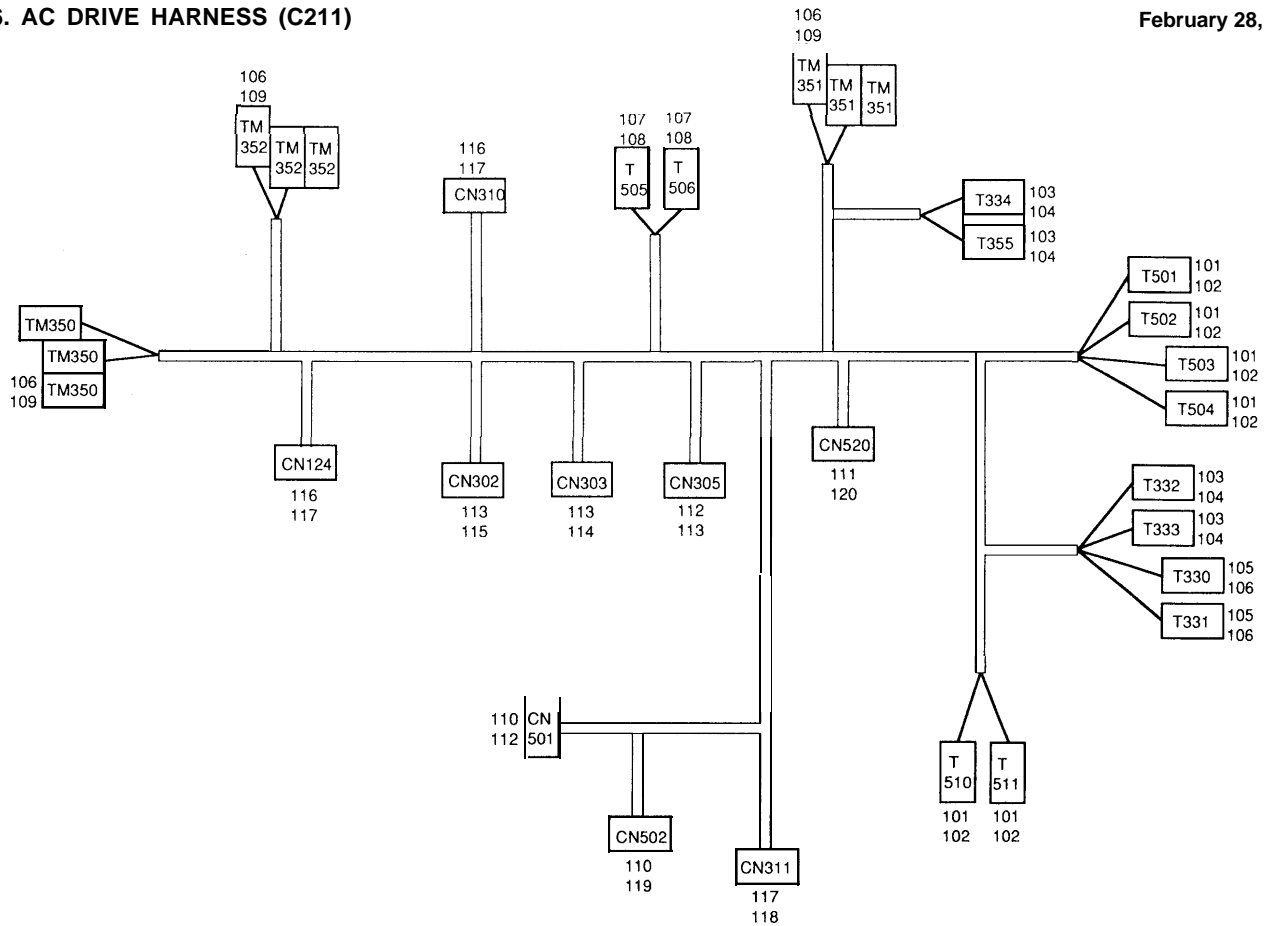 6. AC DRIVE HARNESS (C211)
February 28,
106
109
TM
352
TM
352
TM
352
116
117
CN310
107
108
T
505
107
108
T
506
106
109
TM
351
TM
351
TM
351
T334
103
104
T355
103
104
T501
101
102
T502
101
102
T503
101
102
T504
101
102
TM350
TM350
106
109
TM350
CN124
116
117
CN302
113
115
CN303
113
114
CN305
112
113
CN520
111
120
T332
103
104
T333
103
104
T330
105
106
T331
105
106
110
112
CN
501
CN502
110
119
CN311
117
118
T
510
101
102
T
511
101
102